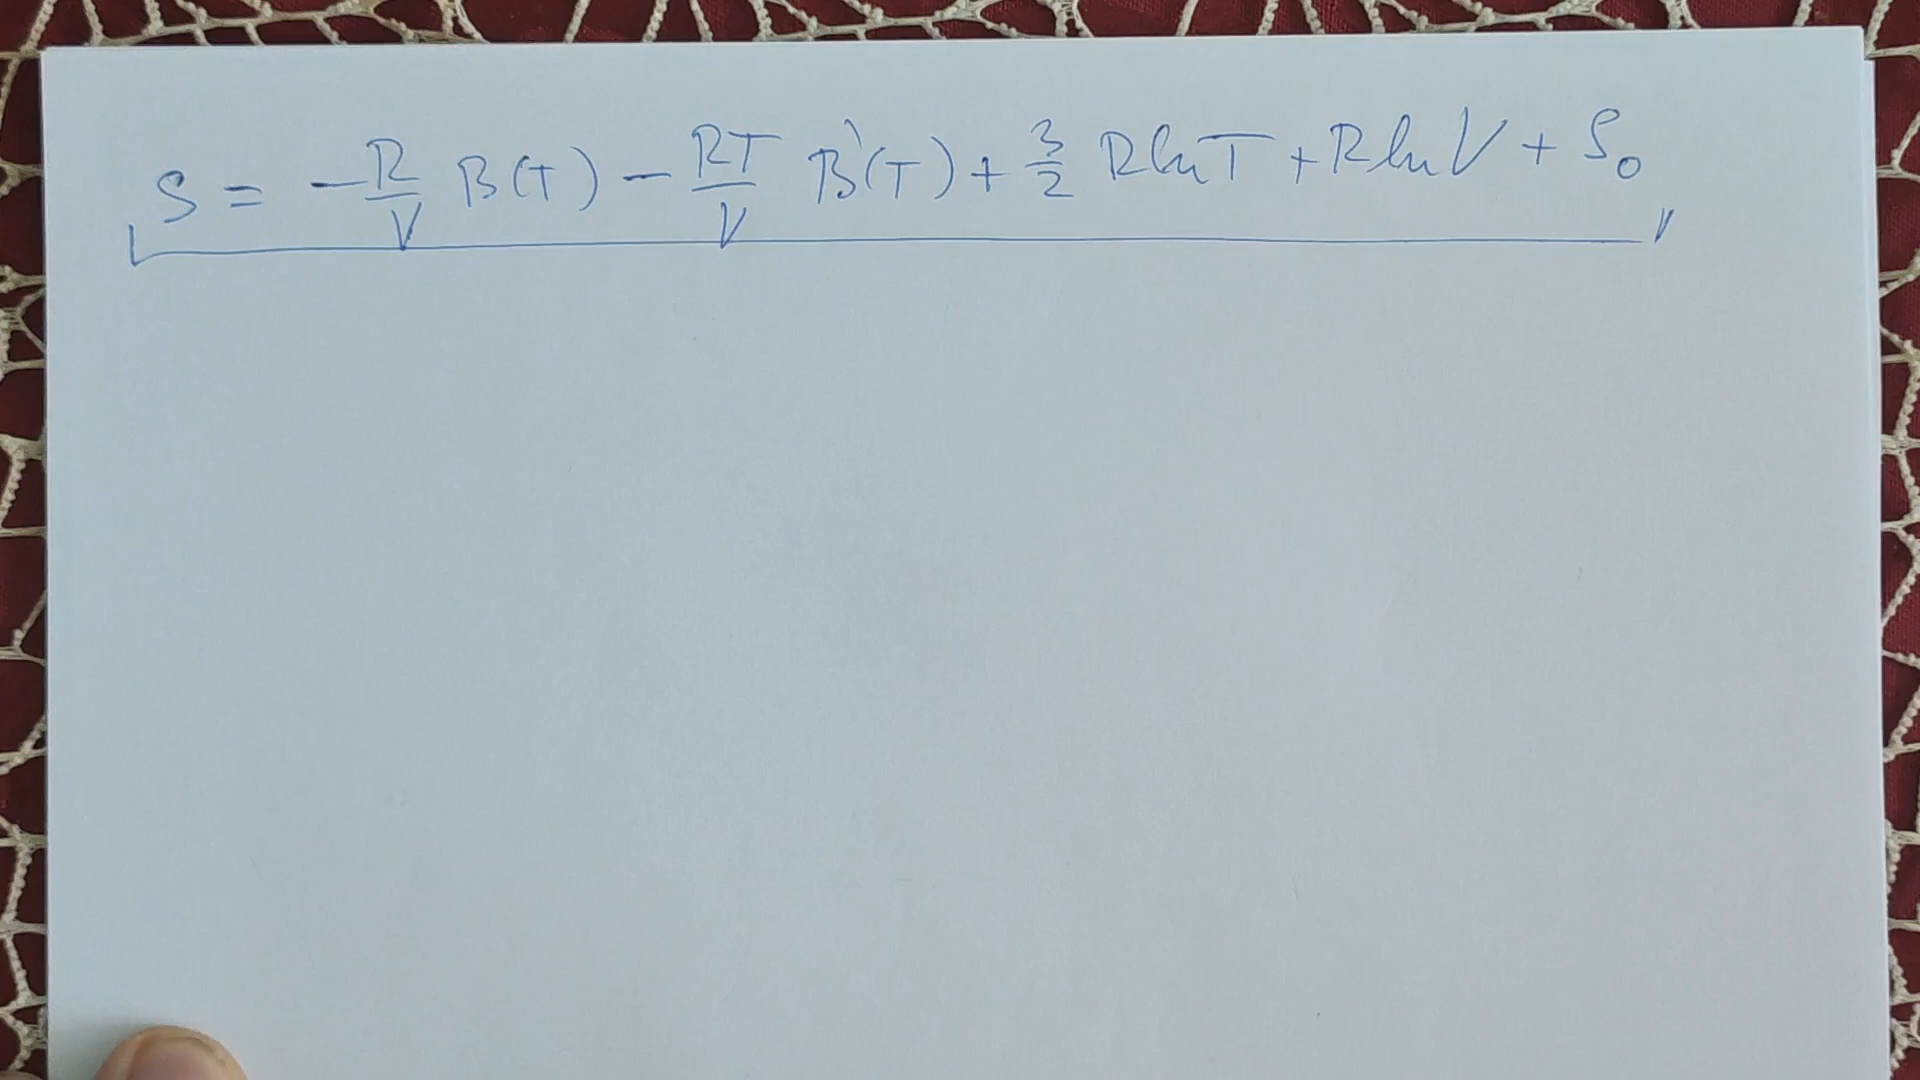 S = -R/V B(T) - RT/V B'(T) + 3/2 R ln T + R ln V + S₀